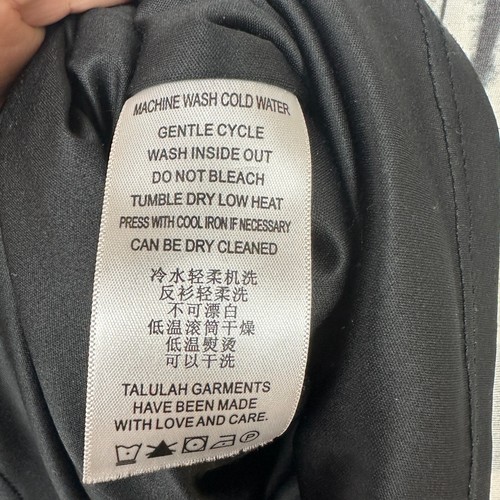 MACHINE WASH COLD WATER
GENTLE CYCLE
WASH INSIDE OUT
DO NOT BLEACH
TUMBLE DRY LOW HEAT
PRESS WITH COOL IRON IF NECESSARY
CAN BE DRY CLEANED
冷水轻柔机洗
反衫轻柔洗
不可漂白
低温滚筒干燥
低温熨烫
可以干洗
TALULAH GARMENTS
HAVE BEEN MADE
WITH LOVE AND CARE.